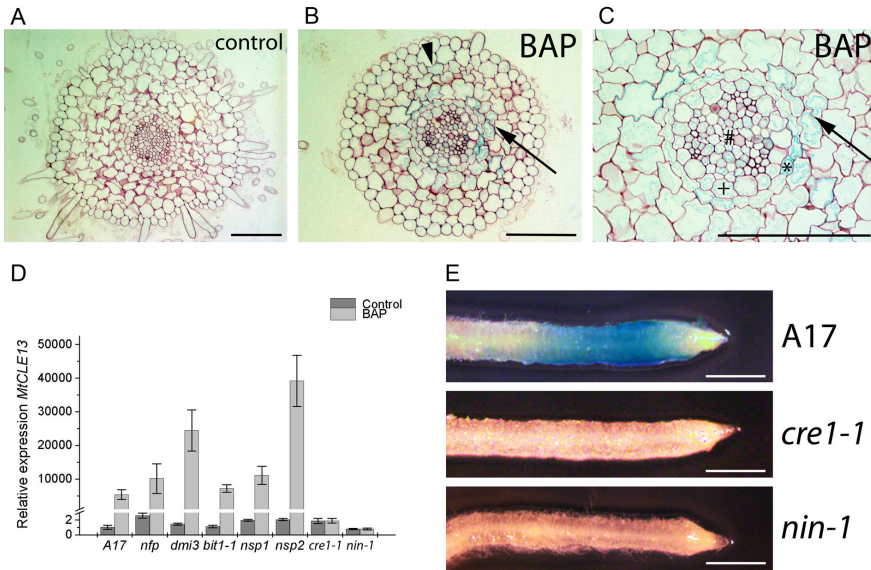 A
control
B
BAP
C
BAP
#
*
+
D
Control
BAP
Relative expression MtCLE13
50000
40000
30000
20000
10000
2
0
A17 nfp dmi3 bit1-1 nsp1 nsp2 cre1-1 nin-1
E
A17
cre1-1
nin-1